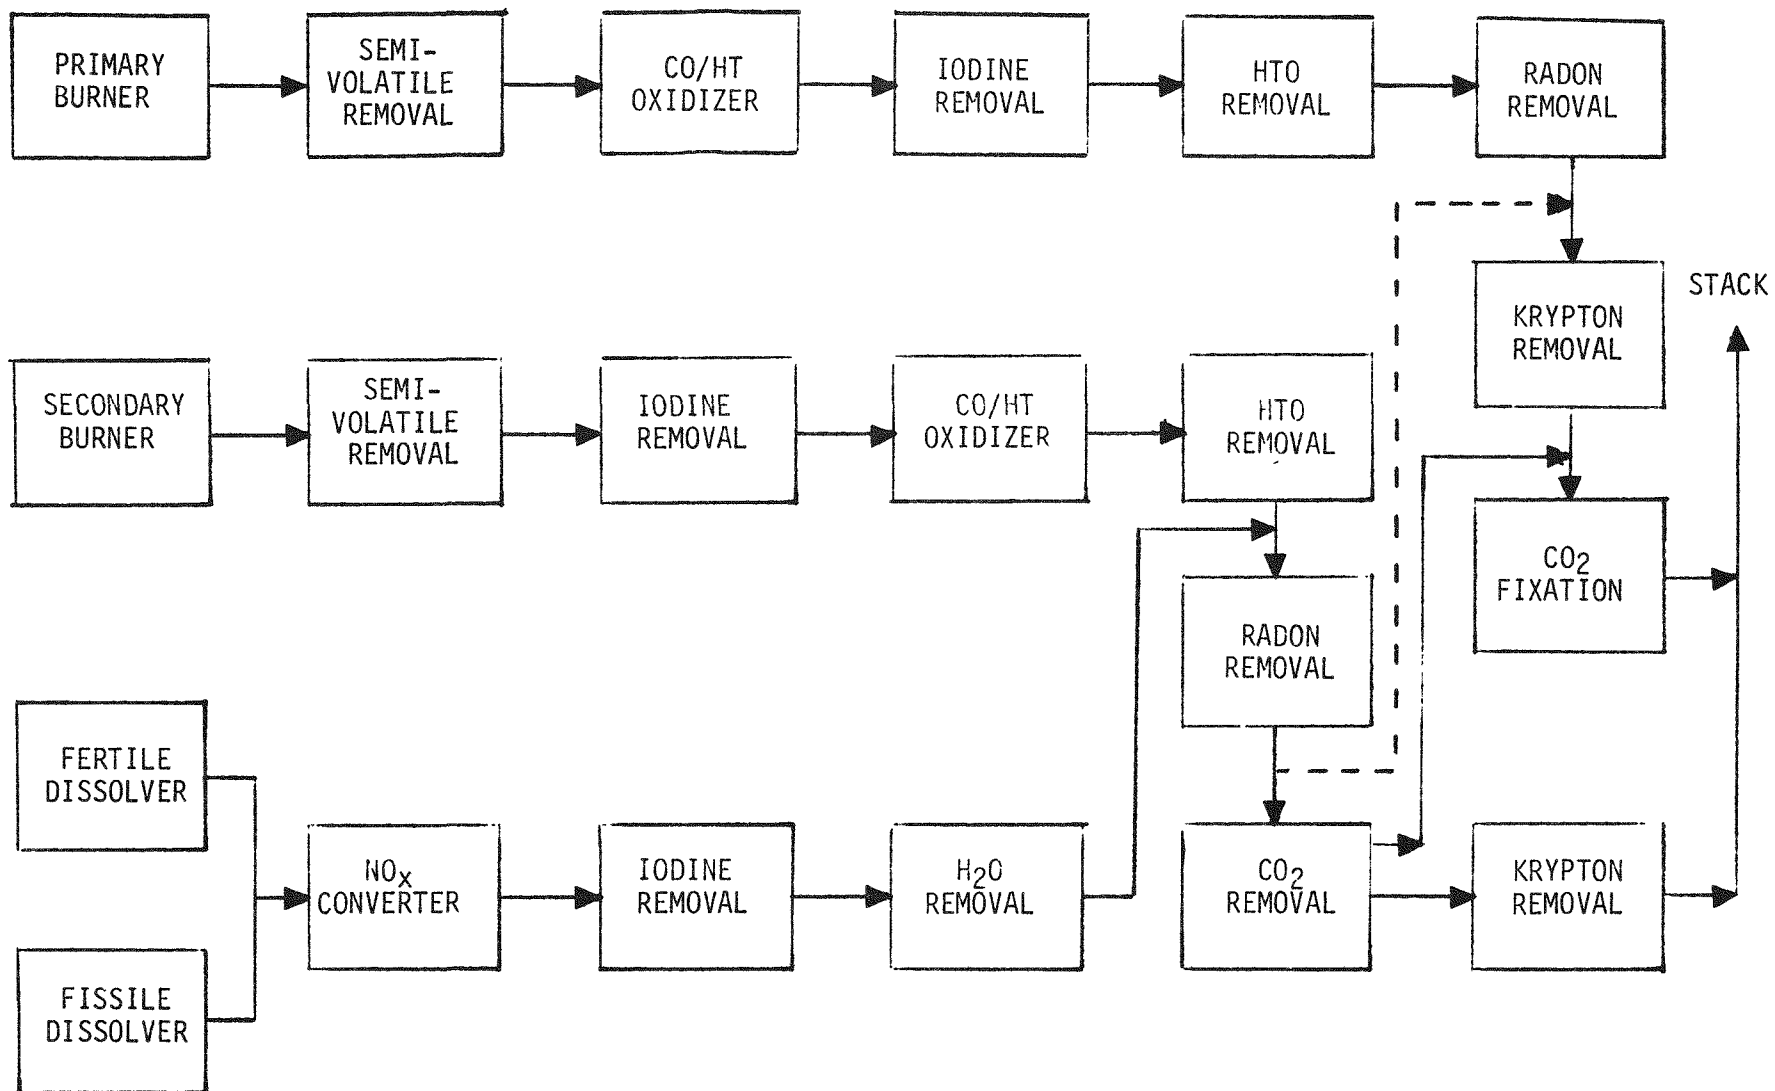 PRIMARY
BURNER
SEMI-
VOLATILE
REMOVAL
CO/HT
OXIDIZER
IODINE
REMOVAL
HTO
REMOVAL
RADON
REMOVAL
KRYPTON
REMOVAL
STACK
SECONDARY
BURNER
SEMI-
VOLATILE
REMOVAL
IODINE
REMOVAL
CO/HT
OXIDIZER
HTO
REMOVAL
CO2
FIXATION
RADON
REMOVAL
FERTILE
DISSOLVER
NOx
CONVERTER
IODINE
REMOVAL
H2O
REMOVAL
CO2
REMOVAL
KRYPTON
REMOVAL
FISSILE
DISSOLVER